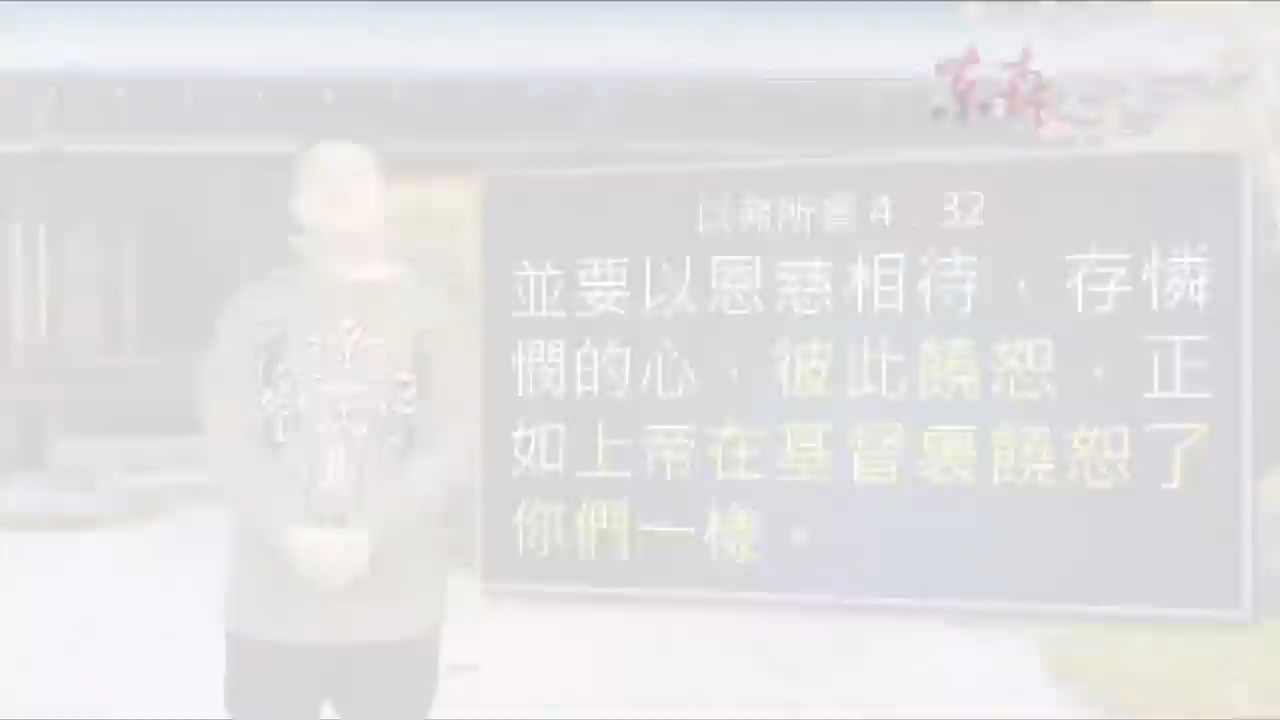 以弗所書 4：32
並要以恩慈相待，存憐
憫的心，彼此饒恕，正
如上帝在基督裏饒恕了
你們一樣。